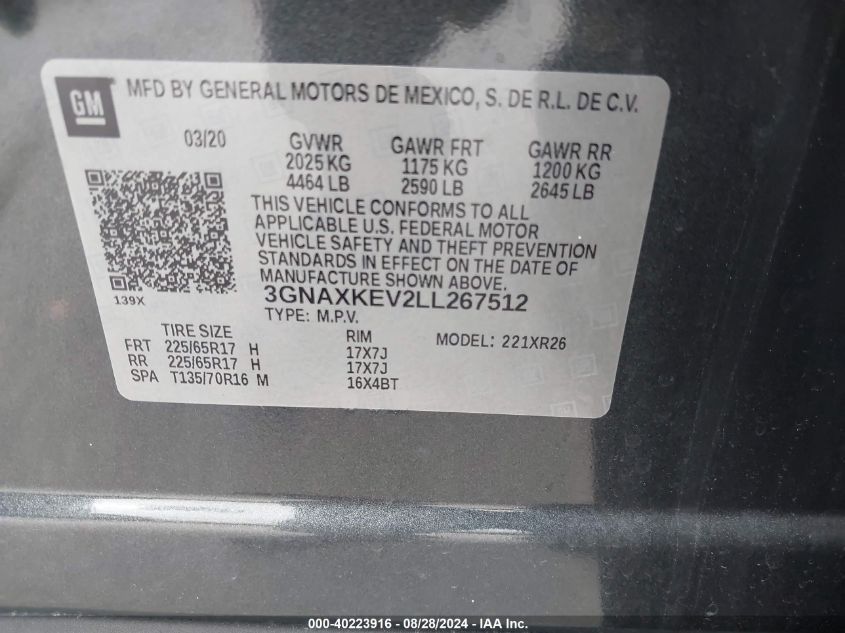 GM
MFD BY GENERAL MOTORS DE MEXICO, S. DE R.L. DE C.V.
03/20 GVWR GAWR FRT GAWR RR
2025 KG 1175 KG 1200 KG
4464 LB 2590 LB 2645 LB
THIS VEHICLE CONFORMS TO ALL
APPLICABLE U.S. FEDERAL MOTOR
VEHICLE SAFETY AND THEFT PREVENTION
STANDARDS IN EFFECT ON THE DATE OF
MANUFACTURE SHOWN ABOVE.
139X
3GNAXKEV2LL267512
TYPE: M.P.V.
TIRE SIZE RIM MODEL: 221XR26
FRT 225/65R17 H 17X7J
RR 225/65R17 H 17X7J
SPA T135/70R16 M 16X4BT
000-40223916 - 08/28/2024 - IAA Inc.